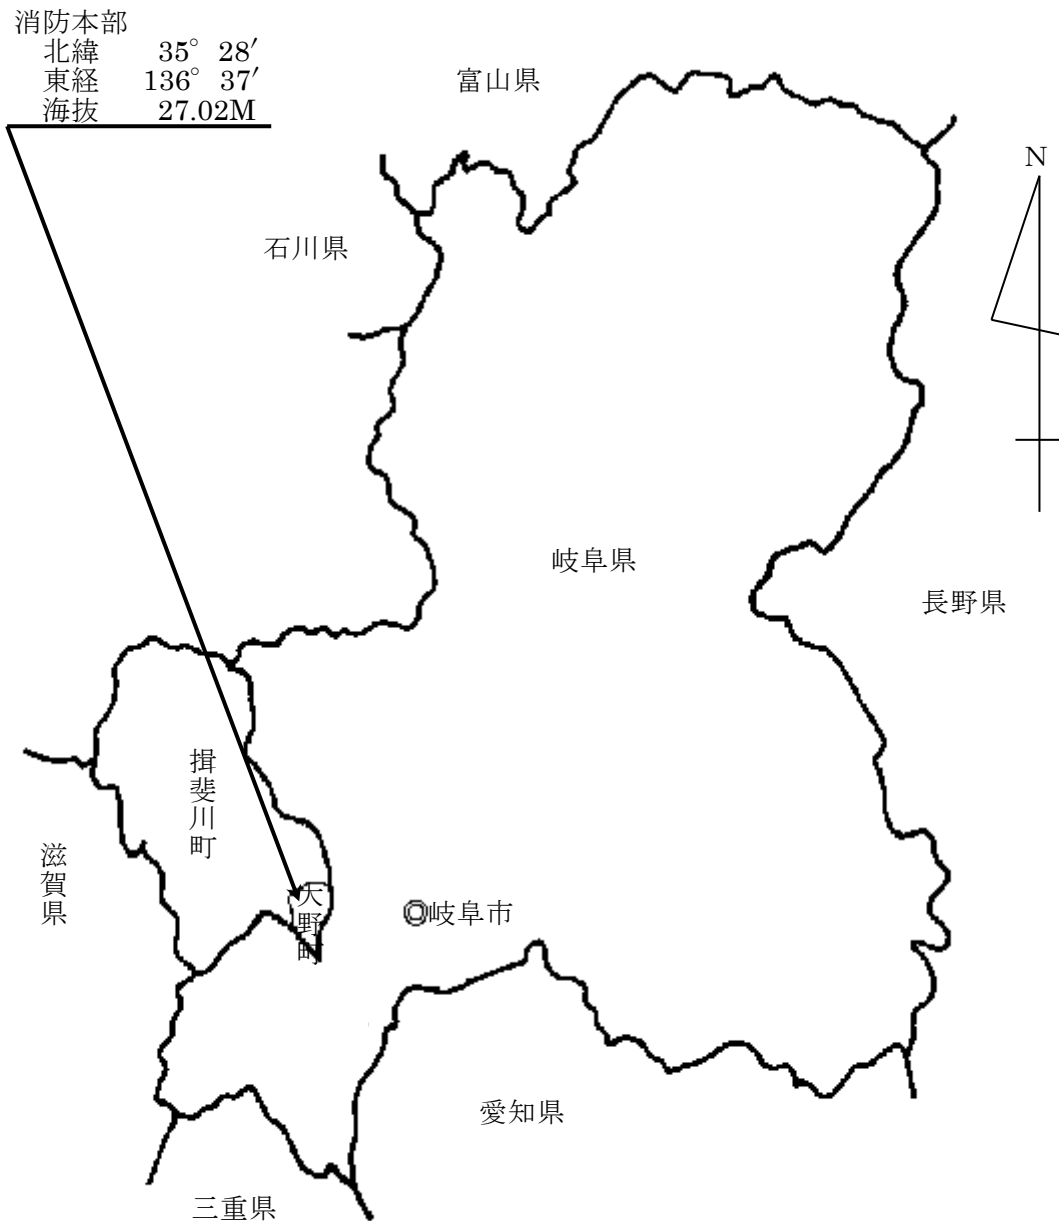 消防本部
北緯 35° 28′
東経 136° 37′
海抜 27.02M
富山県
N
石川県
岐阜県
長野県
揖斐川町
滋賀県
大野町
岐阜市
愛知県
三重県